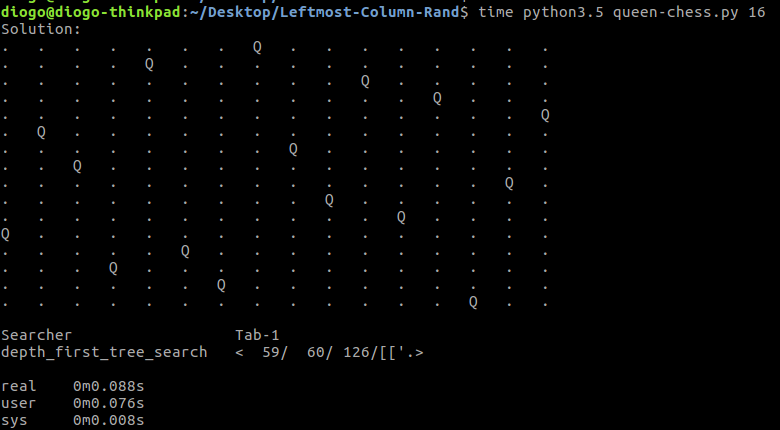 diogo@diogo-thinkpad:~/Desktop/Leftmost-Column-Rand$ time python3.5 queen-chess.py 16
Solution:
.   .   .   .   .   .   .   Q   .   .   .   .   .   .   .   .
.   .   .   .   Q   .   .   .   .   .   .   .   .   .   .   .
.   .   .   .   .   .   .   .   .   .   Q   .   .   .   .   .
.   .   .   .   .   .   .   .   .   .   .   .   Q   .   .   .
.   .   .   .   .   .   .   .   .   .   .   .   .   .   .   Q
.   Q   .   .   .   .   .   .   .   .   .   .   .   .   .   .
.   .   .   .   .   .   .   .   Q   .   .   .   .   .   .   .
.   .   Q   .   .   .   .   .   .   .   .   .   .   .   .   .
.   .   .   .   .   .   .   .   .   .   .   .   .   .   Q   .
.   .   .   .   .   .   .   .   .   Q   .   .   .   .   .   .
.   .   .   .   .   .   .   .   .   .   .   Q   .   .   .   .
Q   .   .   .   .   .   .   .   .   .   .   .   .   .   .   .
.   .   .   .   .   Q   .   .   .   .   .   .   .   .   .   .
.   .   .   Q   .   .   .   .   .   .   .   .   .   .   .   .
.   .   .   .   .   .   Q   .   .   .   .   .   .   .   .   .
.   .   .   .   .   .   .   .   .   .   .   .   .   Q   .   .
Searcher                  Tab-1
depth_first_tree_search   <  59/  60/ 126/[['.>
real    0m0.088s
user    0m0.076s
sys     0m0.008s